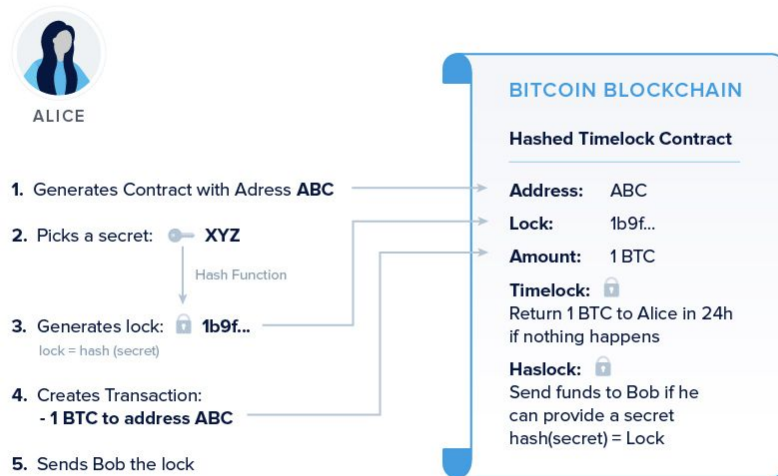 ALICE
1. Generates Contract with Adress ABC
2. Picks a secret: XYZ
Hash Function
3. Generates lock: 1b9f...
lock = hash (secret)
4. Creates Transaction:
- 1 BTC to address ABC
5. Sends Bob the lock
BITCOIN BLOCKCHAIN
Hashed Timelock Contract
Address: ABC
Lock: 1b9f...
Amount: 1 BTC
Timelock:
Return 1 BTC to Alice in 24h
if nothing happens
Haslock:
Send funds to Bob if he
can provide a secret
hash(secret) = Lock